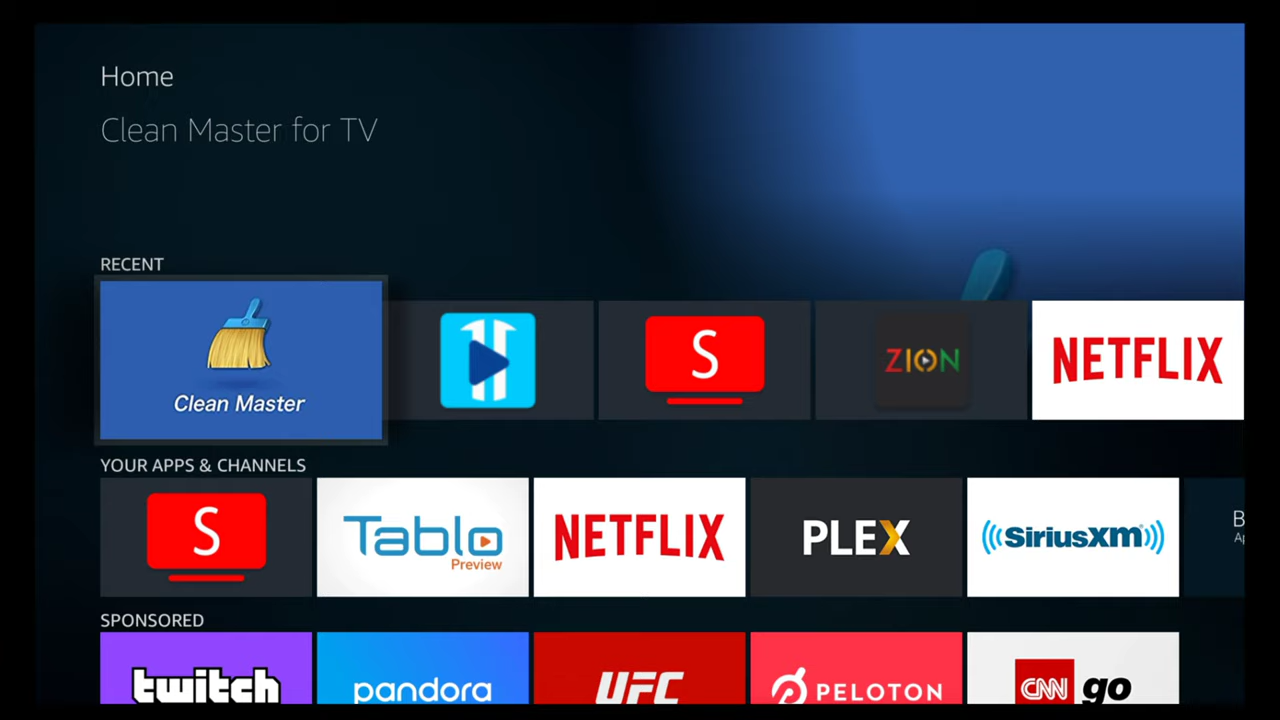 Home
Clean Master for TV
RECENT
Clean Master
S
ZION
NETFLIX
YOUR APPS & CHANNELS
S
Tablo
Preview
NETFLIX
PLEX
SiriusXM
B
Ap
SPONSORED
twitch
pandora
UFC
PELOTON
CNN go